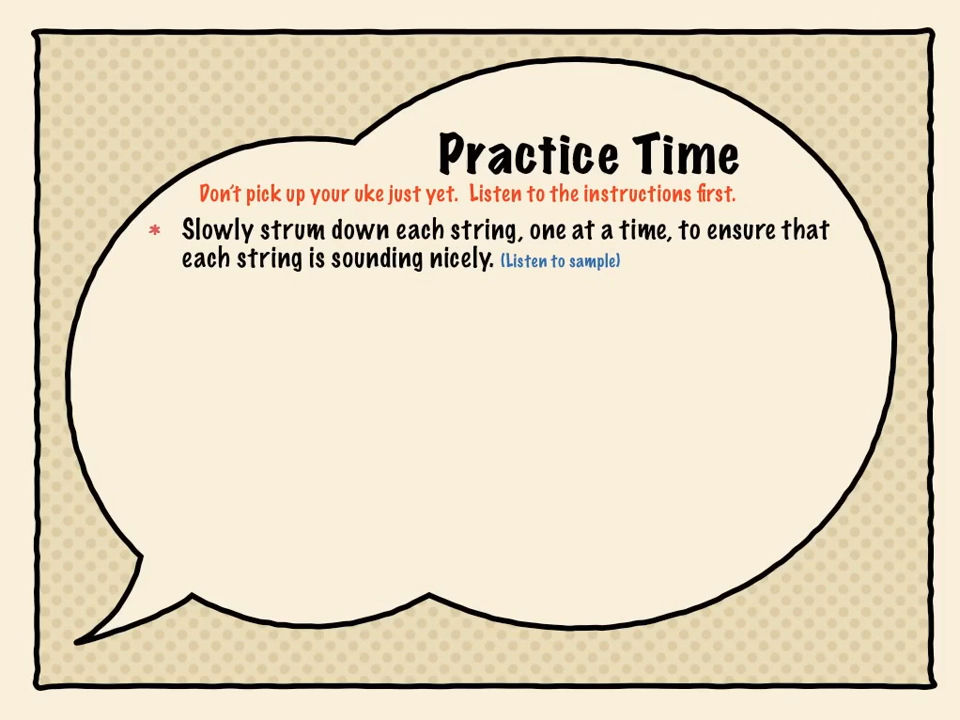 Practice Time
Don't pick up your uke just yet.  Listen to the instructions first.
* Slowly strum down each string, one at a time, to ensure that
each string is sounding nicely. (Listen to sample)